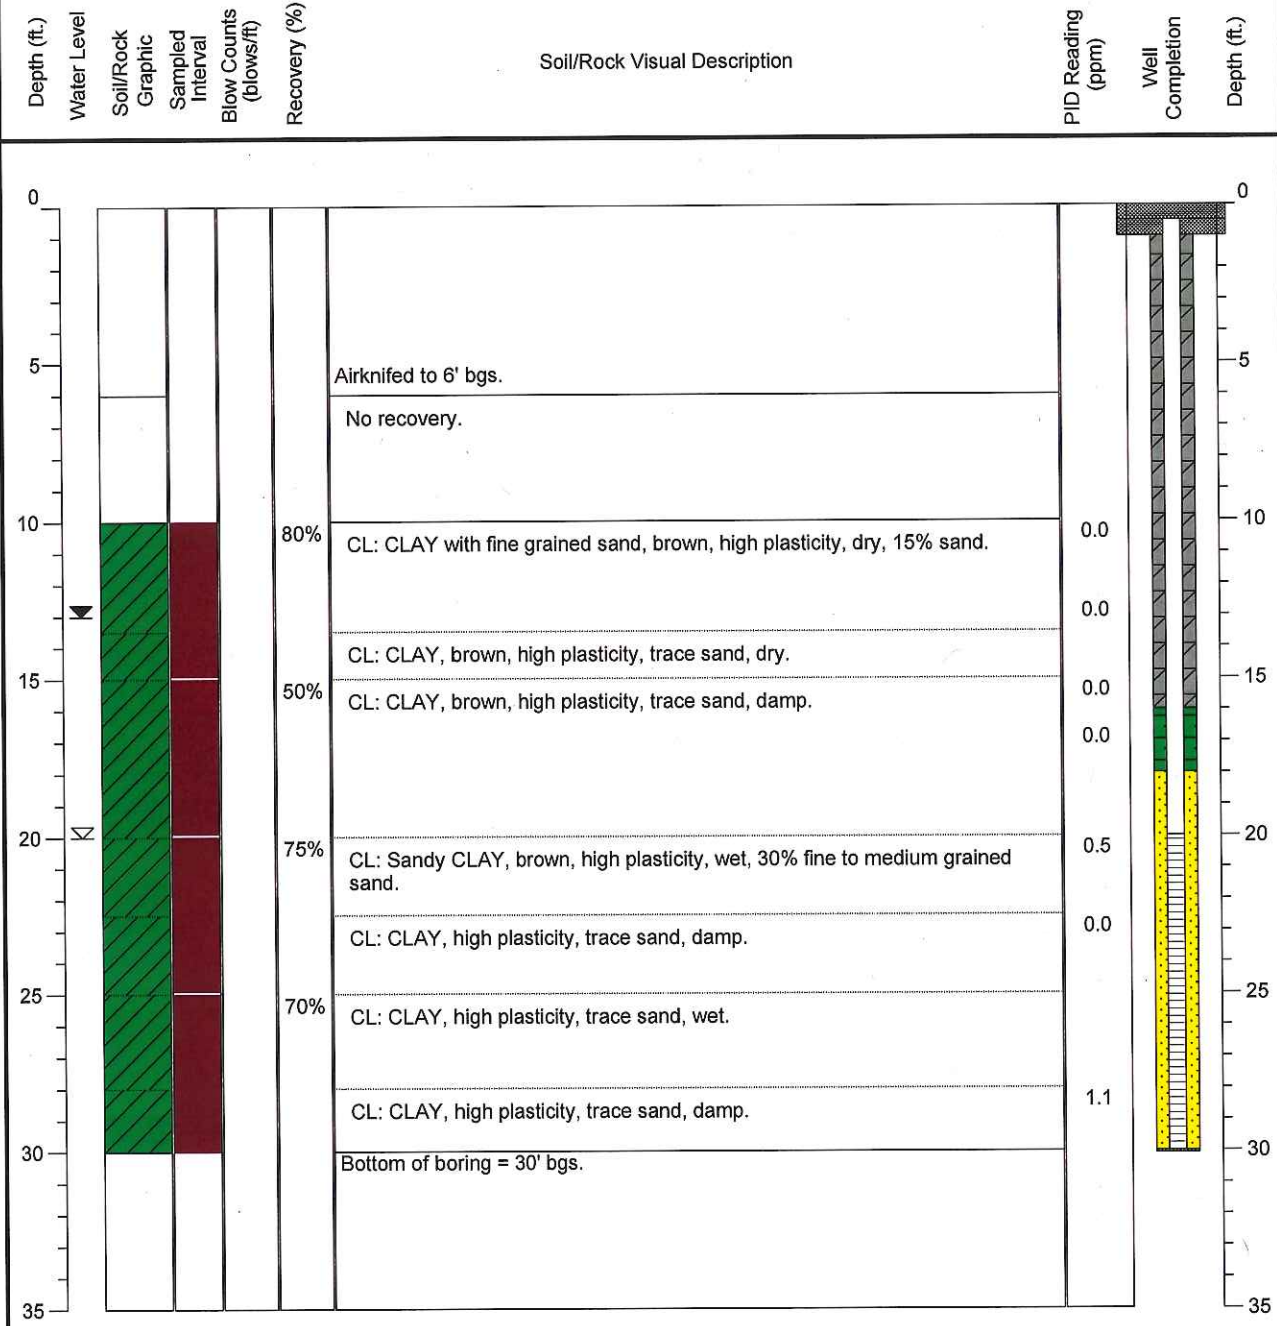 Depth (ft.)
Water Level
Soil/Rock
Graphic
Sampled
Interval
Blow Counts
(blows/ft)
Recovery (%)
Soil/Rock Visual Description
PID Reading
(ppm)
Well
Completion
Depth (ft.)
0
0
5
5
Airknifed to 6' bgs.
No recovery.
10
80%
CL: CLAY with fine grained sand, brown, high plasticity, dry, 15% sand.
0.0
10
0.0
CL: CLAY, brown, high plasticity, trace sand, dry.
15
50%
CL: CLAY, brown, high plasticity, trace sand, damp.
0.0
15
0.0
20
75%
CL: Sandy CLAY, brown, high plasticity, wet, 30% fine to medium grained
sand.
0.5
20
0.0
CL: CLAY, high plasticity, trace sand, damp.
25
70%
CL: CLAY, high plasticity, trace sand, wet.
25
CL: CLAY, high plasticity, trace sand, damp.
1.1
30
Bottom of boring = 30' bgs.
30
35
35